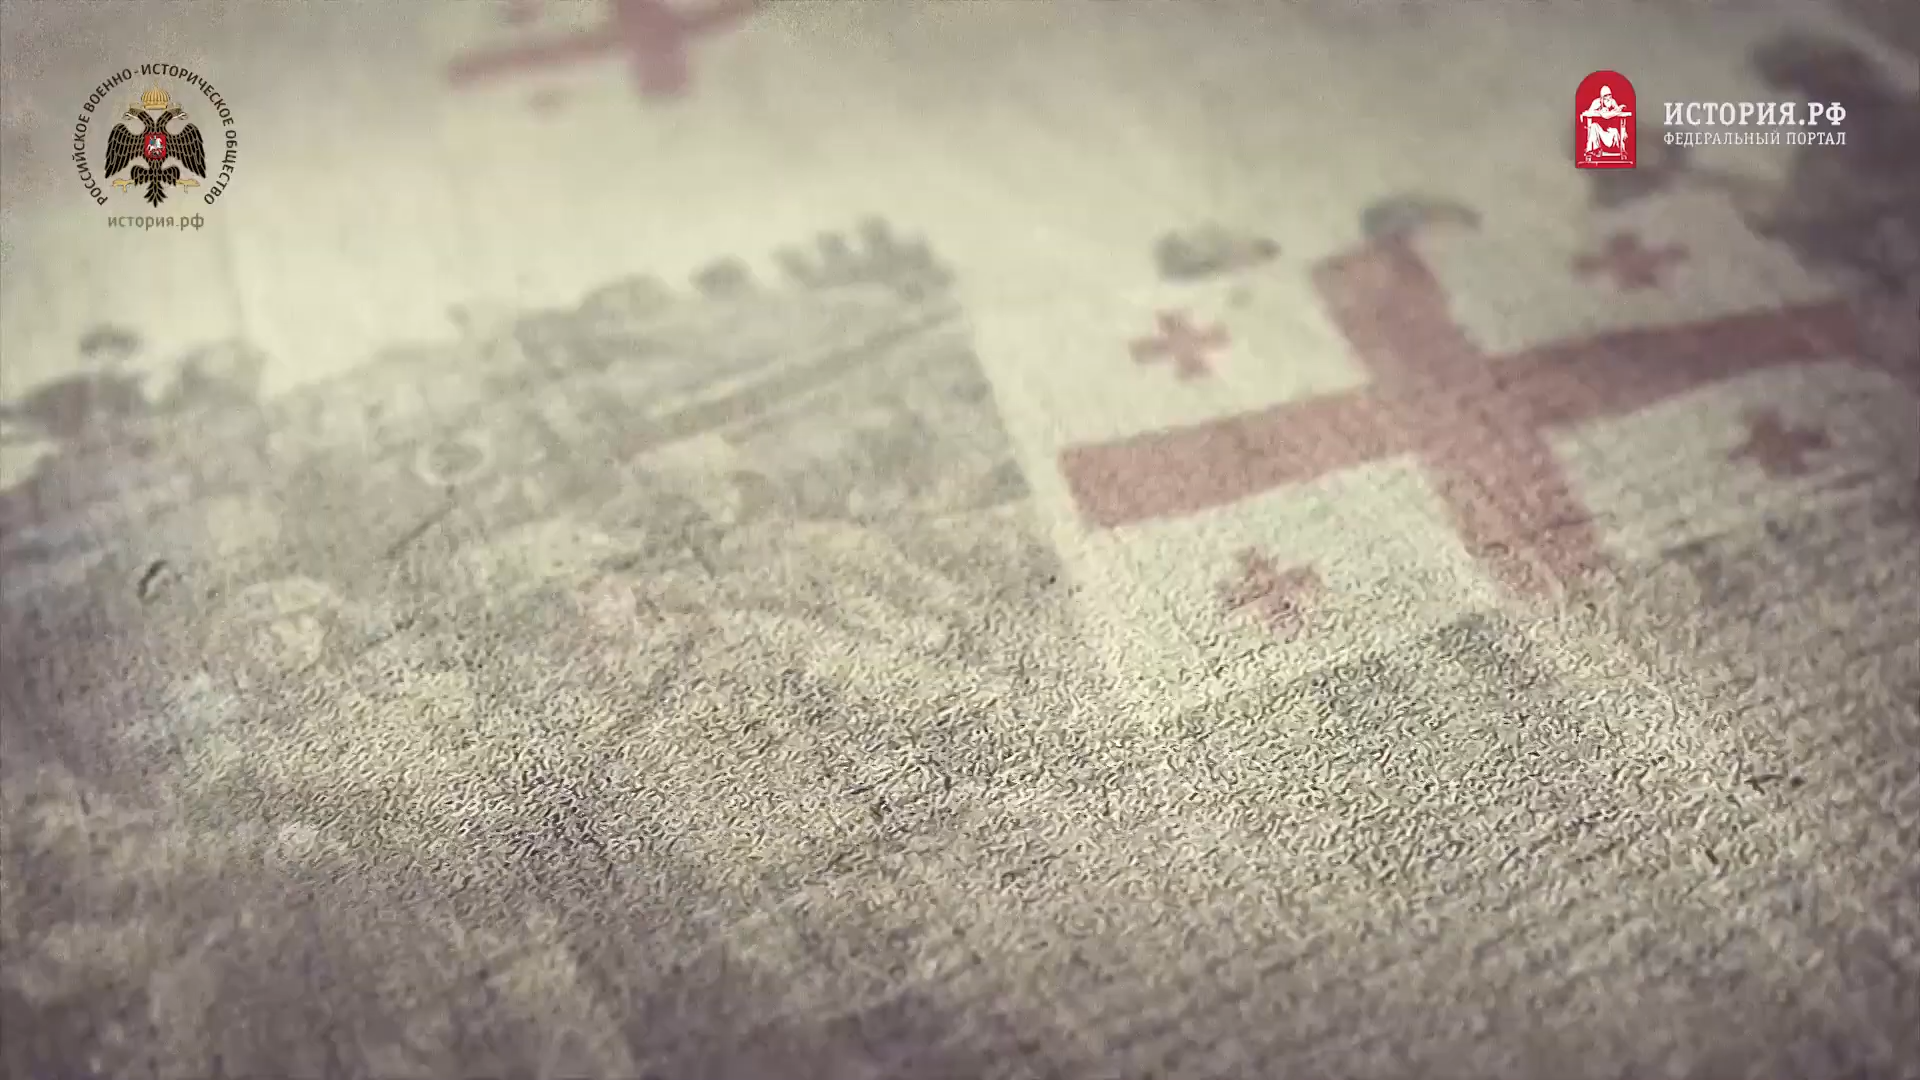 РОССИЙСКОЕ ВОЕННО-ИСТОРИЧЕСКОЕ ОБЩЕСТВО
история.рф
ИСТОРИЯ.РФ
ФЕДЕРАЛЬНЫЙ ПОРТАЛ